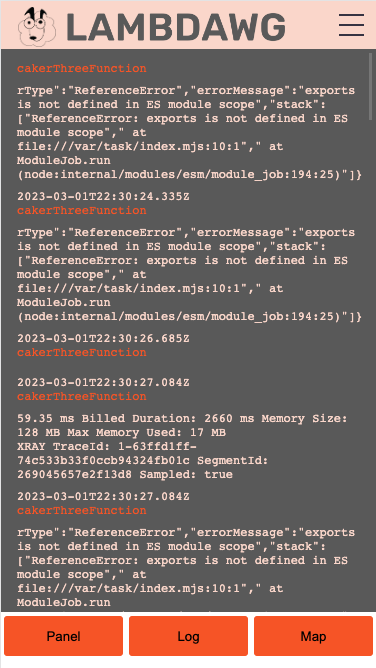 LAMBDAWG
cakerThreeFunction
rType":"ReferenceError","errorMessage":"exports
is not defined in ES module scope","stack":
["ReferenceError: exports is not defined in ES
module scope"," at
file:///var/task/index.mjs:10:1"," at
ModuleJob.run
(node:internal/modules/esm/module_job:194:25)"]}
2023-03-01T22:30:24.335Z
cakerThreeFunction
rType":"ReferenceError","errorMessage":"exports
is not defined in ES module scope","stack":
["ReferenceError: exports is not defined in ES
module scope"," at
file:///var/task/index.mjs:10:1"," at
ModuleJob.run
(node:internal/modules/esm/module_job:194:25)"]}
2023-03-01T22:30:26.685Z
cakerThreeFunction
2023-03-01T22:30:27.084Z
cakerThreeFunction
59.35 ms Billed Duration: 2660 ms Memory Size:
128 MB Max Memory Used: 17 MB
XRAY TraceId: 1-63ffd1ff-
74c533b33f0ccb94324fb01c SegmentId:
269045657e2f13d8 Sampled: true
2023-03-01T22:30:27.084Z
cakerThreeFunction
rType":"ReferenceError","errorMessage":"exports
is not defined in ES module scope","stack":
["ReferenceError: exports is not defined in ES
module scope"," at
file:///var/task/index.mjs:10:1"," at
ModuleJob.run
Panel
Log
Map